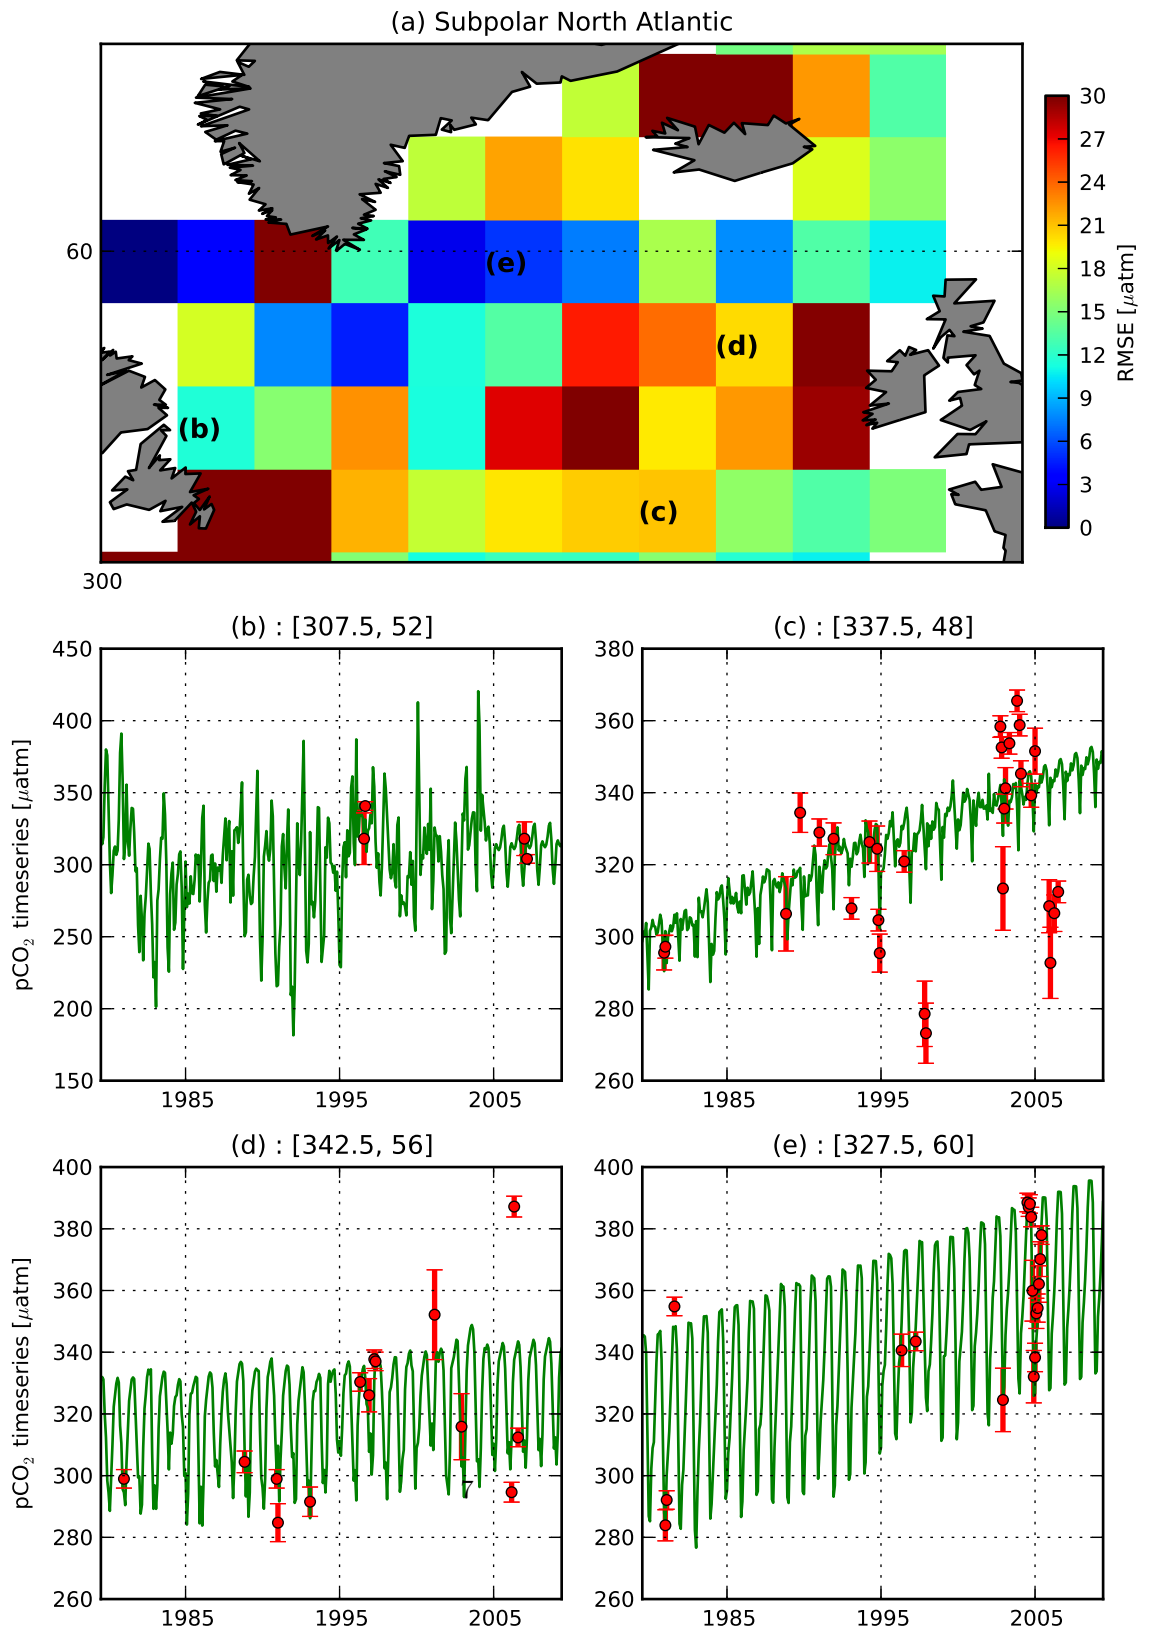 (a) Subpolar North Atlantic
60
(e)
(d)
(b)
(c)
300
30
27
24
21
18
15
12
9
6
3
0
RMSE [μatm]
(b) : [307.5, 52]
450
400
350
300
250
200
150
pCO₂ timeseries [μatm]
1985 1995 2005
(c) : [337.5, 48]
380
360
340
320
300
280
260
1985 1995 2005
(d) : [342.5, 56]
400
380
360
340
320
300
280
260
pCO₂ timeseries [μatm]
7
1985 1995 2005
(e) : [327.5, 60]
400
380
360
340
320
300
280
260
1985 1995 2005